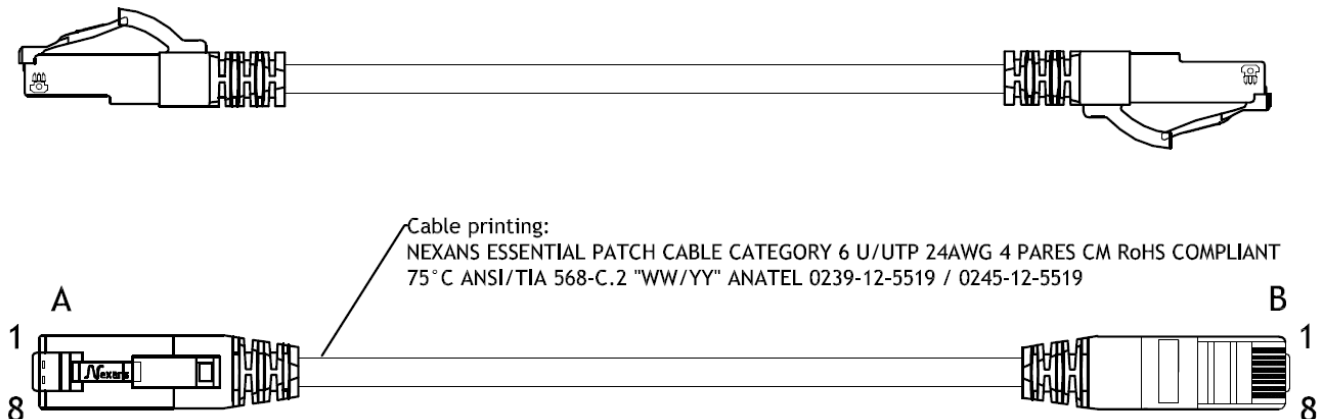 Cable printing:
NEXANS ESSENTIAL PATCH CABLE CATEGORY 6 U/UTP 24AWG 4 PARES CM RoHS COMPLIANT
75°C ANSI/TIA 568-C.2 "WW/YY" ANATEL 0239-12-5519 / 0245-12-5519
A
B
1
1
Nexans
8
8